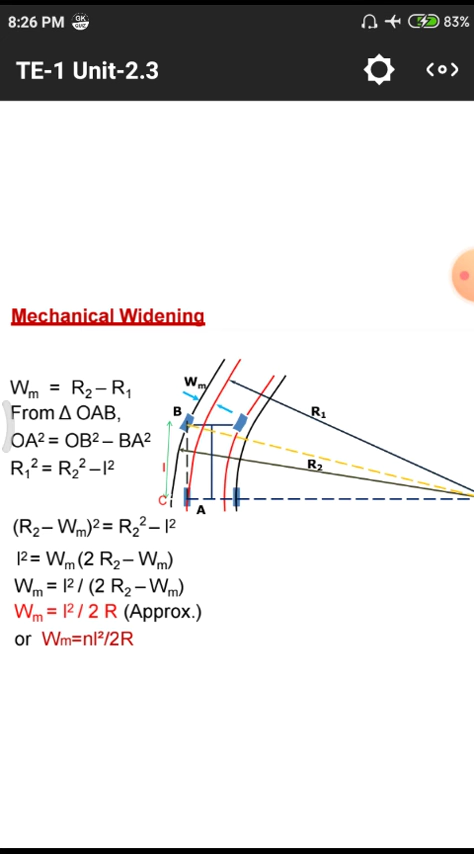 8:26 PM GK
83%
TE-1 Unit-2.3
Mechanical Widening
Wₘ = R₂ – R₁
From Δ OAB,
OA² = OB² – BA²
R₁² = R₂² – l²
(R₂ – Wₘ)² = R₂² – l²
l² = Wₘ (2 R₂ – Wₘ)
Wₘ = l² / (2 R₂ – Wₘ)
Wₘ = l² / 2 R (Approx.)
or Wm=nl²/2R
Wₘ
B
R₁
R₂
l
C
A